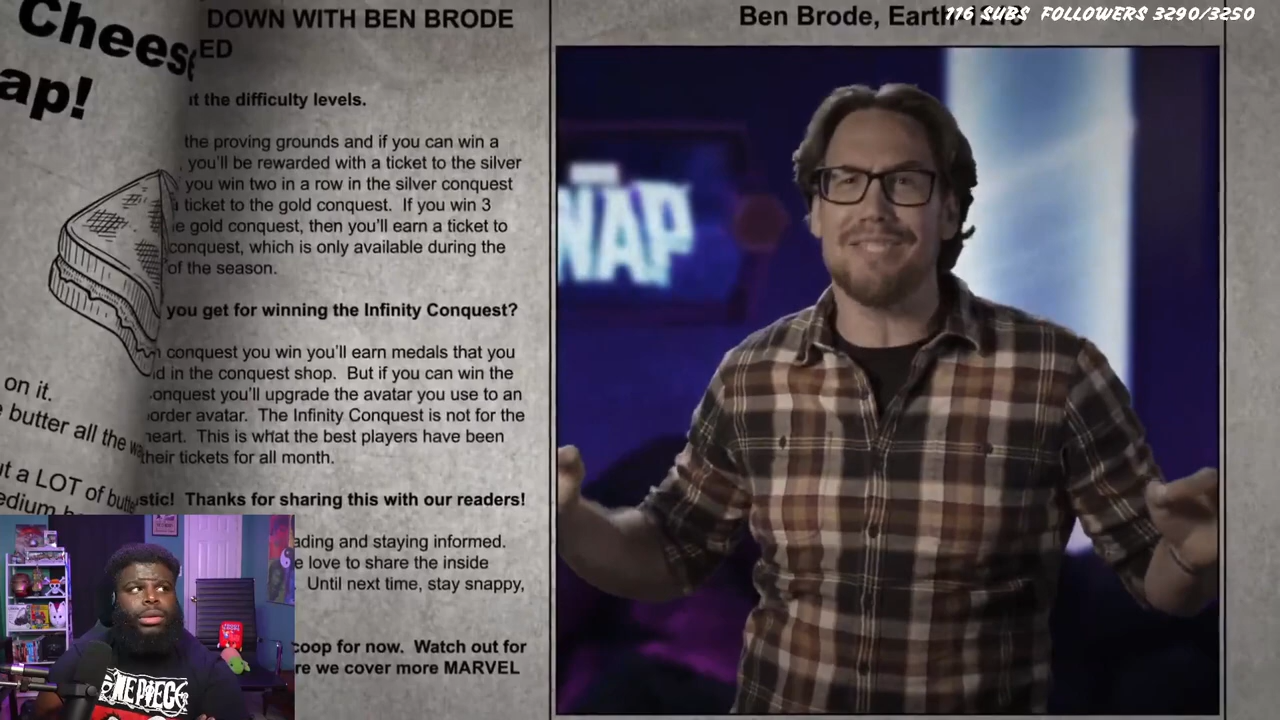 Cheese
ap!
DOWN WITH BEN BRODE
ED
t the difficulty levels.
the proving grounds and if you can win a
, you'll be rewarded with a ticket to the silver
you win two in a row in the silver conquest
ticket to the gold conquest.  If you win 3
e gold conquest, then you'll earn a ticket to
conquest, which is only available during the
of the season.
you get for winning the Infinity Conquest?
conquest you win you'll earn medals that you
d in the conquest shop.  But if you can win the
onquest you'll upgrade the avatar you use to an
order avatar.  The Infinity Conquest is not for the
heart.  This is what the best players have been
their tickets for all month.
stic!  Thanks for sharing this with our readers!
ading and staying informed.
e love to share the inside
Until next time, stay snappy,
coop for now.  Watch out for
re we cover more MARVEL
on it.
butter all the
t a LOT of butte
edium
Ben Brode, Earth
116 SUBS  FOLLOWERS 3290/3250
NAP
ONE PIECE